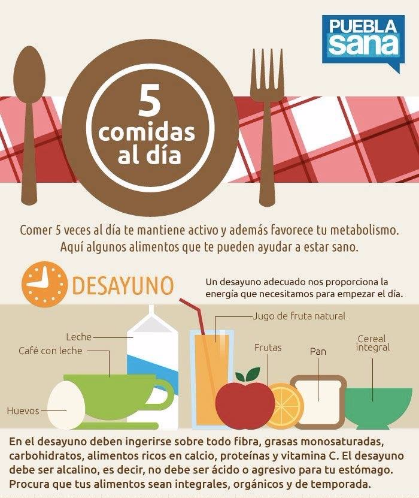 PUEBLA
sana
5
comidas
al día
Comer 5 veces al día te mantiene activo y además favorece tu metabolismo.
Aquí algunos alimentos que te pueden ayudar a estar sano.
DESAYUNO
Un desayuno adecuado nos proporciona la
energía que necesitamos para empezar el día.
Leche
Café con leche
Huevos
Jugo de fruta natural
Frutas
Pan
Cereal
integral
En el desayuno deben ingerirse sobre todo fibra, grasas monosaturadas,
carbohidratos, alimentos ricos en calcio, proteínas y vitamina C. El desayuno
debe ser alcalino, es decir, no debe ser ácido o agresivo para tu estómago.
Procura que tus alimentos sean integrales, orgánicos y de temporada.